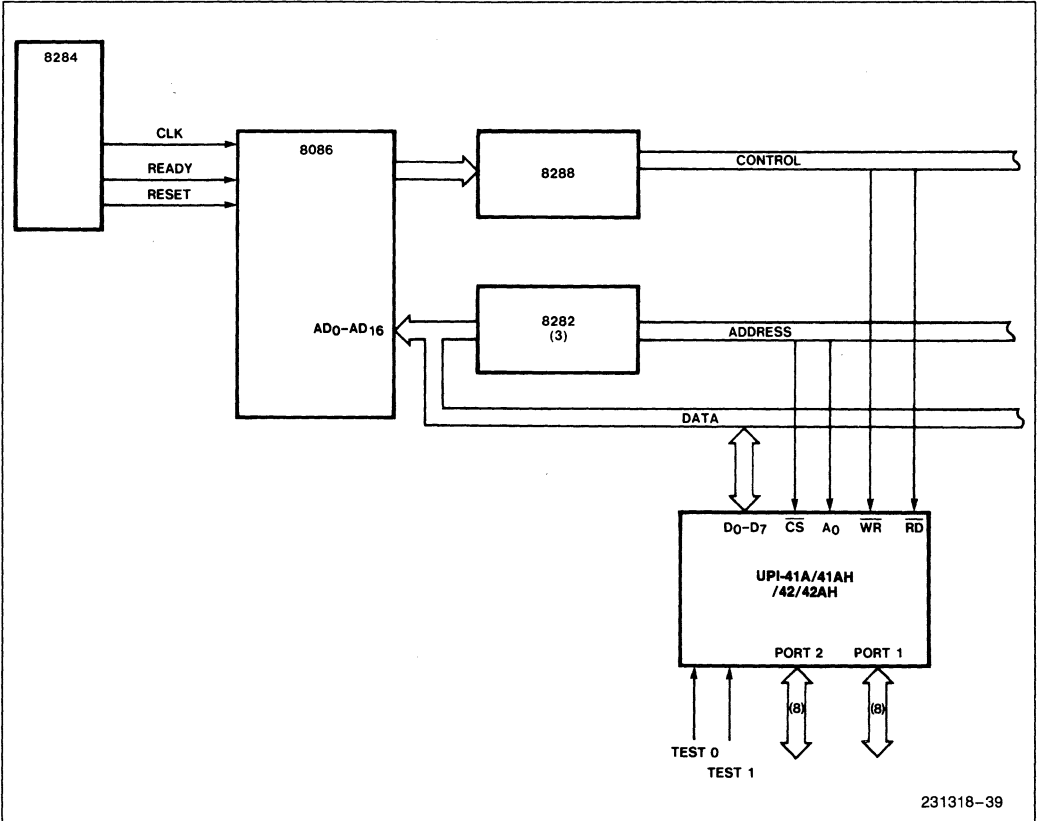 8284
CLK
READY
RESET
8086
AD0-AD16
8288
CONTROL
8282
(3)
ADDRESS
DATA
D0-D7 CS A0 WR RD
UPI-41A/41AH
/42/42AH
PORT 2 PORT 1
(8) (8)
TEST 0
TEST 1
231318-39